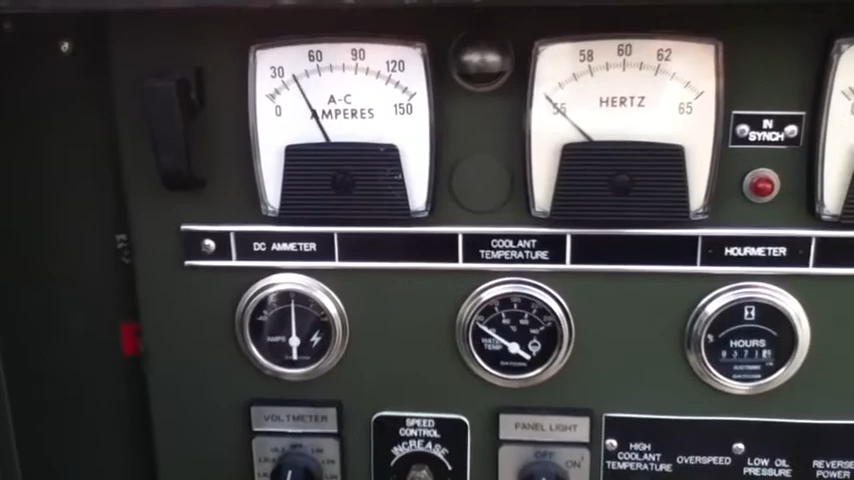 30 60 90 120
0 150
A-C
AMPERES
58 60 62
55 65
HERTZ
IN
SYNCH
DC AMMETER
COOLANT
TEMPERATURE
HOURMETER
AMPS
WATER
TEMP
°C
HOURS
VOLTMETER
SPEED
CONTROL
INCREASE
PANEL LIGHT
OFF
ON
HIGH
COOLANT
TEMPERATURE
OVERSPEED
LOW OIL
PRESSURE
REVERSE
POWER